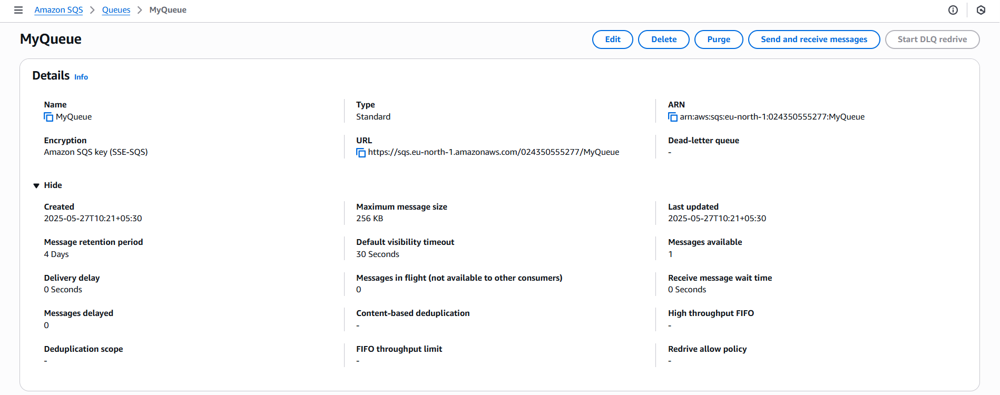 Amazon SQS > Queues > MyQueue
MyQueue
Edit Delete Purge Send and receive messages Start DLQ redrive
Details Info
Name Type ARN
MyQueue Standard arn:aws:sqs:eu-north-1:024350555277:MyQueue
Encryption URL Dead-letter queue
Amazon SQS key (SSE-SQS) https://sqs.eu-north-1.amazonaws.com/024350555277/MyQueue -
Hide
Created Maximum message size Last updated
2025-05-27T10:21+05:30 256 KB 2025-05-27T10:21+05:30
Message retention period Default visibility timeout Messages available
4 Days 30 Seconds 1
Delivery delay Messages in flight (not available to other consumers) Receive message wait time
0 Seconds 0 0 Seconds
Messages delayed Content-based deduplication High throughput FIFO
0 - -
Deduplication scope FIFO throughput limit Redrive allow policy
- - -